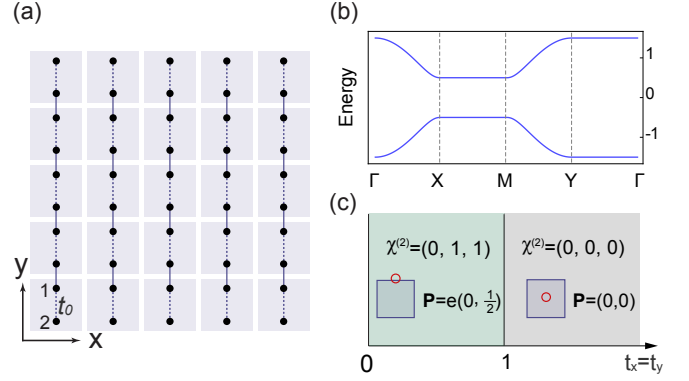 (a)
y
1
t₀
2
x
(b)
Energy
1
0
-1
Γ
X
M
Y
Γ
(c)
χ⁽²⁾=(0, 1, 1)
χ⁽²⁾=(0, 0, 0)
P=e(0, 1/2)
P=(0,0)
0
1
tₓ=t_y